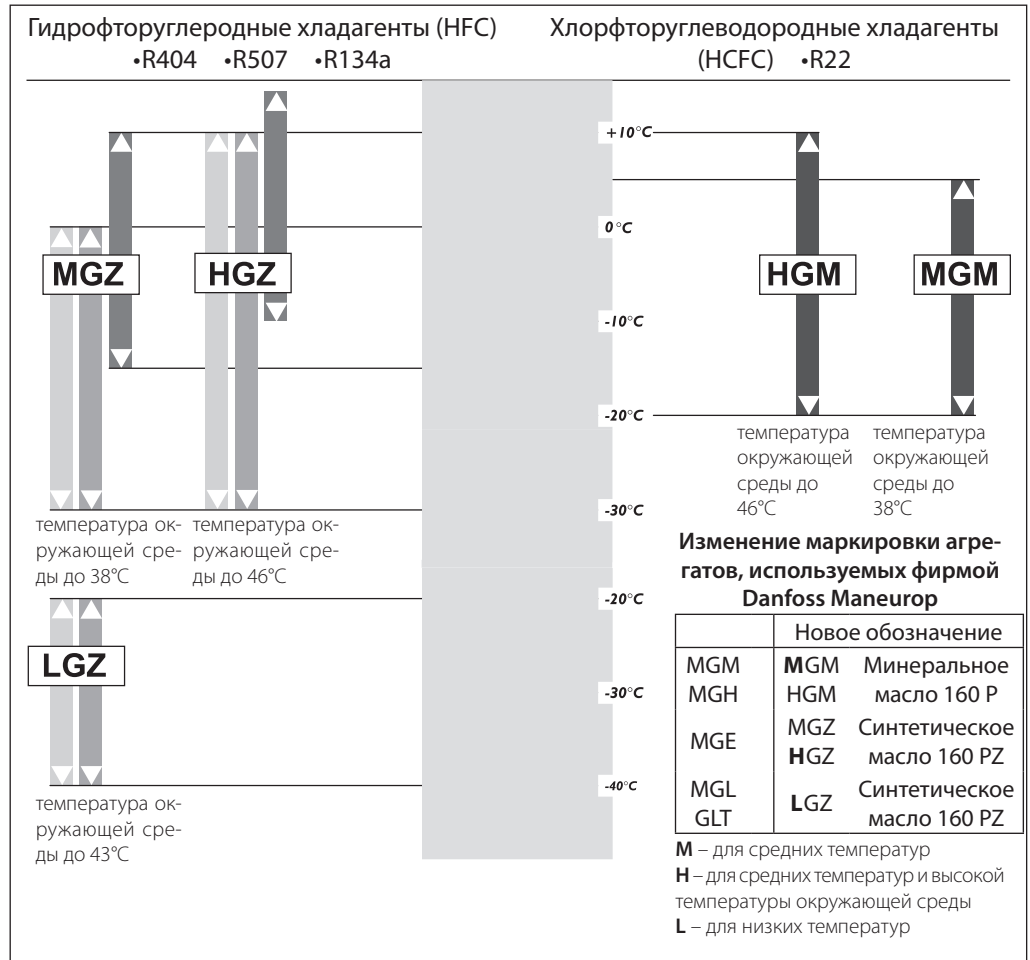 Гидрофторуглеродные хладагенты (HFC)
•R404 •R507 •R134a
Хлорфторуглеводородные хладагенты
(HCFC) •R22
+10°C
0°C
-10°C
-20°C
-30°C
MGZ
HGZ
HGM
MGM
температура ок-
ружающей сре-
ды до 38°C
температура ок-
ружающей сре-
ды до 46°C
температура
окружающей
среды до
46°C
температура
окружающей
среды до
38°C
-20°C
-30°C
-40°C
LGZ
температура ок-
ружающей сре-
ды до 43°C
Изменение маркировки агре-
гатов, используемых фирмой
Danfoss Maneurop
Новое обозначение
MGM MGM Минеральное
MGH HGM масло 160 P
MGE MGZ Синтетическое
HGZ масло 160 PZ
MGL LGZ Синтетическое
GLT масло 160 PZ
M – для средних температур
H – для средних температур и высокой
температуры окружающей среды
L – для низких температур